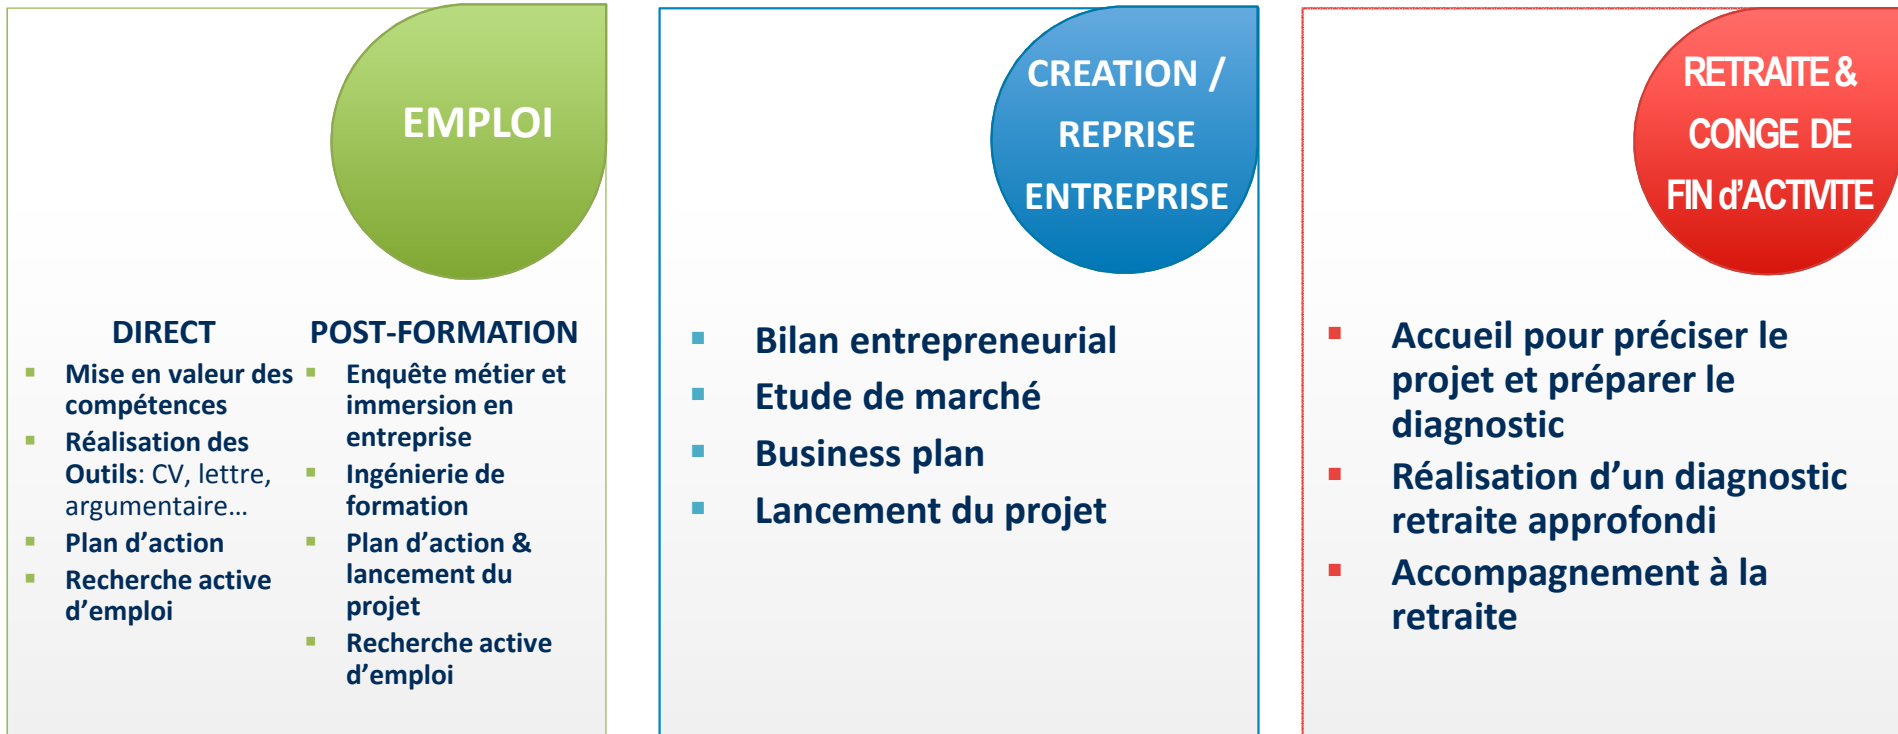 EMPLOI
DIRECT
Mise en valeur des
compétences
Réalisation des
Outils: CV, lettre,
argumentaire…
Plan d’action
Recherche active
d’emploi
POST-FORMATION
Enquête métier et
immersion en
entreprise
Ingénierie de
formation
Plan d’action &
lancement du
projet
Recherche active
d’emploi
CREATION /
REPRISE
ENTREPRISE
Bilan entrepreneurial
Etude de marché
Business plan
Lancement du projet
RETRAITE &
CONGE DE
FIN d’ACTIVITE
Accueil pour préciser le
projet et préparer le
diagnostic
Réalisation d’un diagnostic
retraite approfondi
Accompagnement à la
retraite